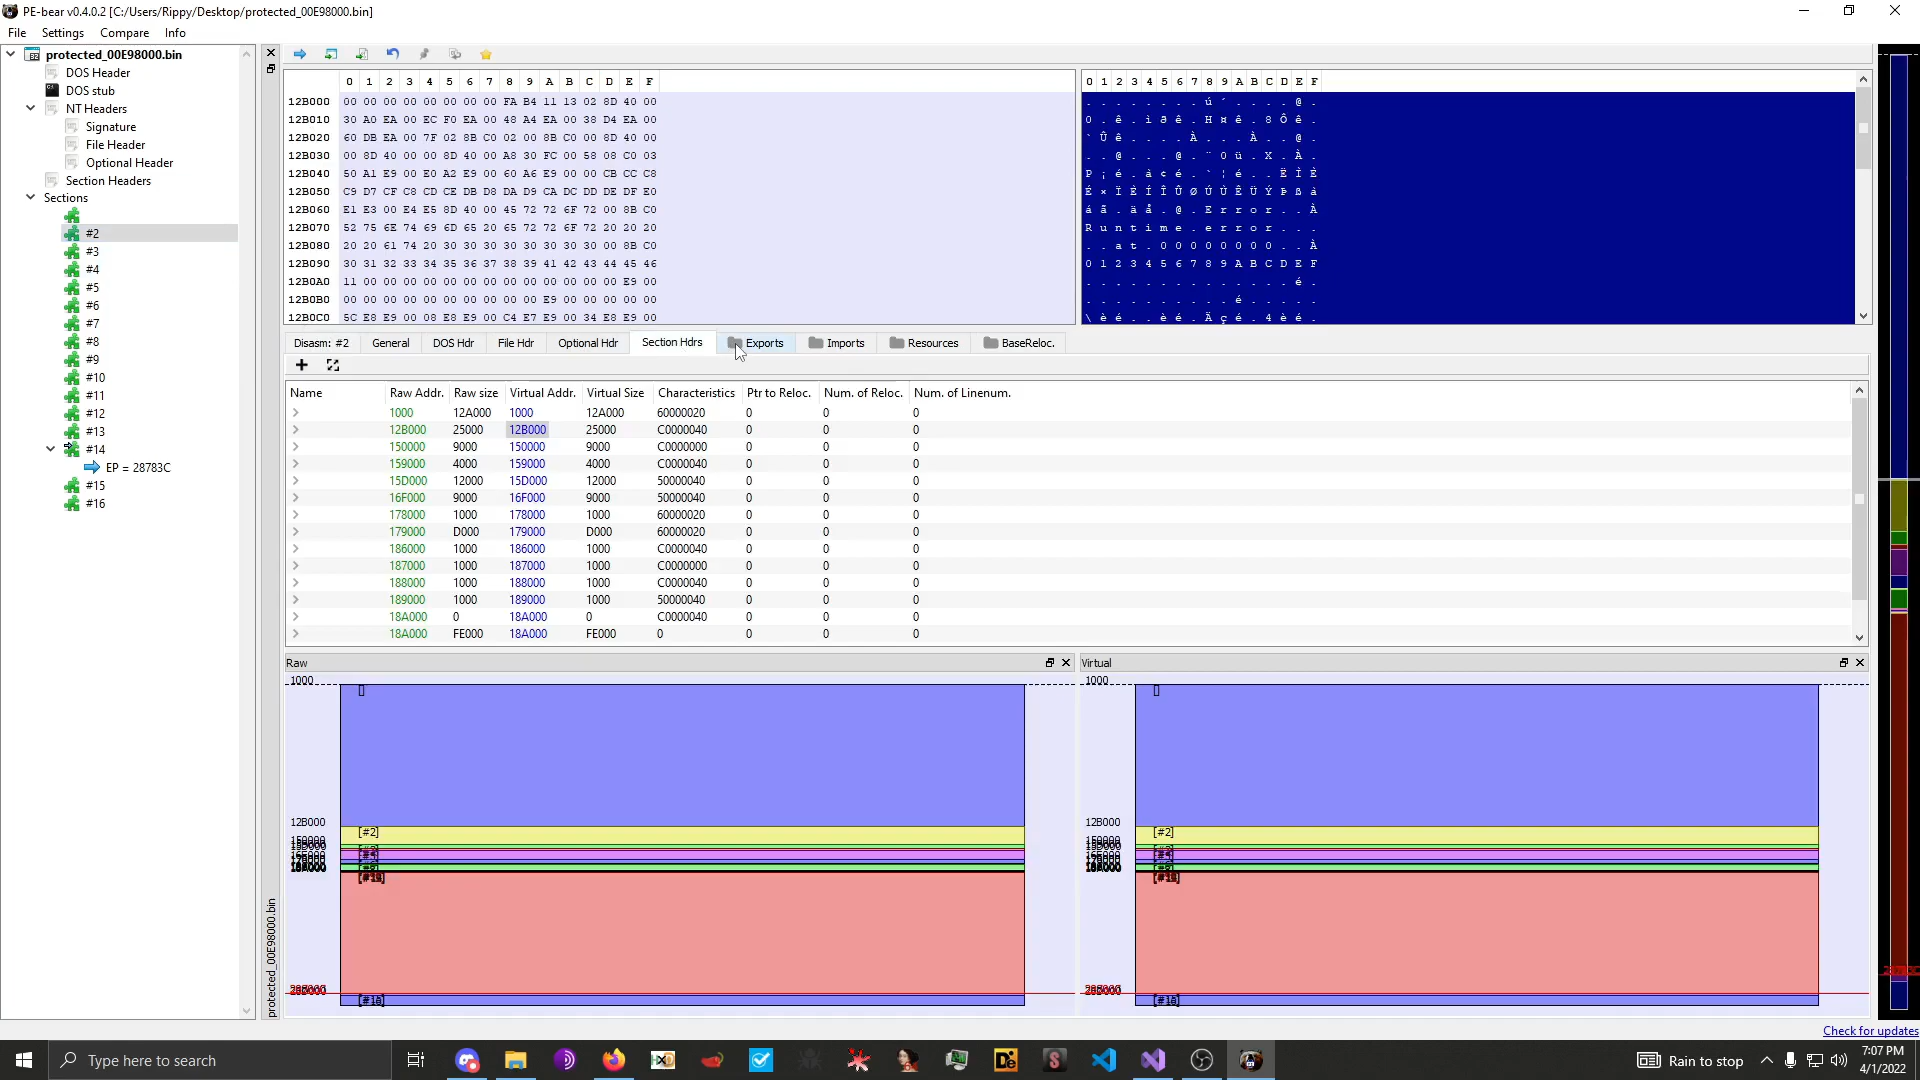 PE-bear v0.4.0.2 [C:/Users/Rippy/Desktop/protected_00E98000.bin]
File Settings Compare Info
protected_00E98000.bin
DOS Header
DOS stub
NT Headers
Signature
File Header
Optional Header
Section Headers
Sections
#2
#3
#4
#5
#6
#7
#8
#9
#10
#11
#12
#13
#14
EP = 28783C
#15
#16
protected_00E98000.bin
0 1 2 3 4 5 6 7 8 9 A B C D E F
12B000 00 00 00 00 00 00 00 00 FA B4 11 13 02 8D 40 00
12B010 30 A0 EA 00 EC F0 EA 00 48 A4 EA 00 38 D4 EA 00
12B020 60 DB EA 00 7F 02 8B C0 02 00 8B C0 00 8D 40 00
12B030 00 8D 40 00 00 8D 40 00 A8 30 FC 00 58 08 C0 03
12B040 50 A1 E9 00 E0 A2 E9 00 60 A6 E9 00 00 CB CC C8
12B050 C9 D7 CF C8 CD CE DB D8 DA D9 CA DC DD DE DF E0
12B060 E1 E3 00 E4 E5 8D 40 00 45 72 72 6F 72 00 8B C0
12B070 52 75 6E 74 69 6D 65 20 65 72 72 6F 72 20 20 20
12B080 20 20 61 74 20 30 30 30 30 30 30 30 30 00 8B C0
12B090 30 31 32 33 34 35 36 37 38 39 41 42 43 44 45 46
12B0A0 11 00 00 00 00 00 00 00 00 00 00 00 00 00 E9 00
12B0B0 00 00 00 00 00 00 00 00 00 00 E9 00 00 00 00 00
12B0C0 5C E8 E9 00 08 E8 E9 00 C4 E7 E9 00 34 E8 E9 00
0 1 2 3 4 5 6 7 8 9 A B C D E F
. . . . . . . . ú ´ . . . . @ .
0 . ê . ì ð ê . H ¤ ê . 8 Ô ê .
` Û ê . . . . À . . . À . . @ .
. . @ . . . @ . ¨ 0 ü . X . À .
P ¡ é . à ¢ é . ` ¦ é . . Ë Ì È
É × Ï È Í Î Û Ø Ú Ù Ê Ü Ý Þ ß à
á ã . ä å . @ . E r r o r . . À
R u n t i m e . e r r o r . . .
. . a t . 0 0 0 0 0 0 0 0 . . À
0 1 2 3 4 5 6 7 8 9 A B C D E F
. . . . . . . . . . . . . . é .
. . . . . . . . . . é . . . . .
\ è é . . è é . Ä ç é . 4 è é .
Disasm: #2 General DOS Hdr File Hdr Optional Hdr Section Hdrs Exports Imports Resources BaseReloc.
Name Raw Addr. Raw size Virtual Addr. Virtual Size Characteristics Ptr to Reloc. Num. of Reloc. Num. of Linenum.
1000 12A000 1000 12A000 60000020 0 0 0
12B000 25000 12B000 25000 C0000040 0 0 0
150000 9000 150000 9000 C0000000 0 0 0
159000 4000 159000 4000 C0000040 0 0 0
15D000 12000 15D000 12000 50000040 0 0 0
16F000 9000 16F000 9000 50000040 0 0 0
178000 1000 178000 1000 60000020 0 0 0
179000 D000 179000 D000 60000020 0 0 0
186000 1000 186000 1000 C0000040 0 0 0
187000 1000 187000 1000 C0000000 0 0 0
188000 1000 188000 1000 C0000040 0 0 0
189000 1000 189000 1000 50000040 0 0 0
18A000 0 18A000 0 C0000040 0 0 0
18A000 FE000 18A000 FE000 0 0 0 0
Raw
1000
[]
12B000
[#2]
Virtual
1000
[]
12B000
[#2]
Check for updates
Type here to search
Rain to stop
7:07 PM
4/1/2022